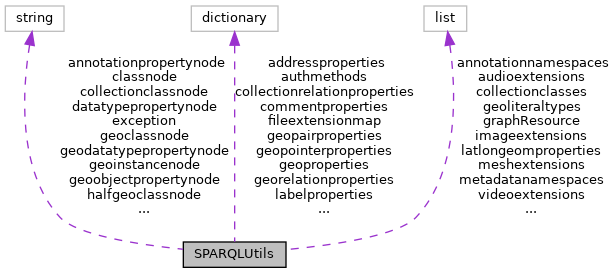 string
dictionary
list
annotationpropertynode
classnode
collectionclassnode
datatypepropertynode
exception
geoclassnode
geodatatypepropertynode
geoinstancenode
geoobjectpropertynode
halfgeoclassnode
...
addressproperties
authmethods
collectionrelationproperties
commentproperties
fileextensionmap
geopairproperties
geopointerproperties
geoproperties
georelationproperties
labelproperties
...
annotationnamespaces
audioextensions
collectionclasses
geoliteraltypes
graphResource
imageextensions
latlongeomproperties
meshextensions
metadatanamespaces
videoextensions
...
SPARQLUtils